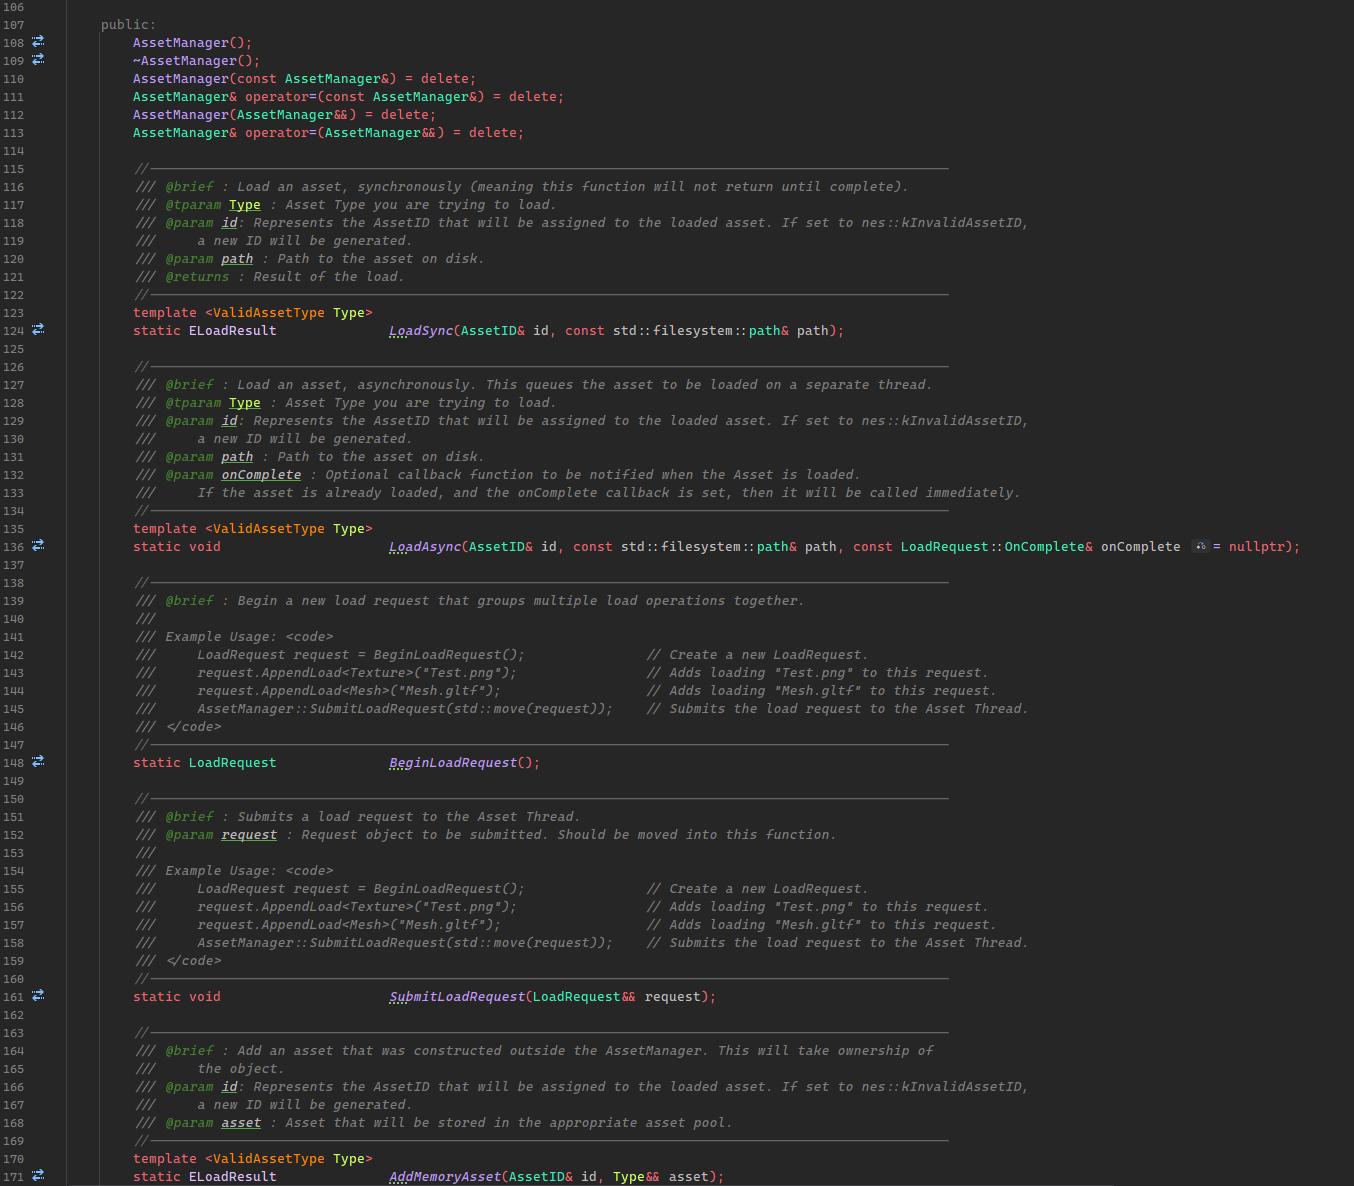 106
107 public:
108 AssetManager();
109 ~AssetManager();
110 AssetManager(const AssetManager&) = delete;
111 AssetManager& operator=(const AssetManager&) = delete;
112 AssetManager(AssetManager&&) = delete;
113 AssetManager& operator=(AssetManager&&) = delete;
114
115 //----------------------------------------------------------------------------------------------------
116 /// @brief : Load an asset, synchronously (meaning this function will not return until complete).
117 /// @tparam Type : Asset Type you are trying to load.
118 /// @param id: Represents the AssetID that will be assigned to the loaded asset. If set to nes::kInvalidAssetID,
119 ///     a new ID will be generated.
120 /// @param path : Path to the asset on disk.
121 /// @returns : Result of the load.
122 //----------------------------------------------------------------------------------------------------
123 template <ValidAssetType Type>
124 static ELoadResult              LoadSync(AssetID& id, const std::filesystem::path& path);
125
126 //----------------------------------------------------------------------------------------------------
127 /// @brief : Load an asset, asynchronously. This queues the asset to be loaded on a separate thread.
128 /// @tparam Type : Asset Type you are trying to load.
129 /// @param id: Represents the AssetID that will be assigned to the loaded asset. If set to nes::kInvalidAssetID,
130 ///     a new ID will be generated.
131 /// @param path : Path to the asset on disk.
132 /// @param onComplete : Optional callback function to be notified when the Asset is loaded.
133 ///     If the asset is already loaded, and the onComplete callback is set, then it will be called immediately.
134 //----------------------------------------------------------------------------------------------------
135 template <ValidAssetType Type>
136 static void                     LoadAsync(AssetID& id, const std::filesystem::path& path, const LoadRequest::OnComplete& onComplete = nullptr);
137
138 //----------------------------------------------------------------------------------------------------
139 /// @brief : Begin a new load request that groups multiple load operations together.
140 ///
141 /// Example Usage: <code>
142 ///     LoadRequest request = BeginLoadRequest();               // Create a new LoadRequest.
143 ///     request.AppendLoad<Texture>("Test.png");                // Adds loading "Test.png" to this request.
144 ///     request.AppendLoad<Mesh>("Mesh.gltf");                  // Adds loading "Mesh.gltf" to this request.
145 ///     AssetManager::SubmitLoadRequest(std::move(request));    // Submits the load request to the Asset Thread.
146 /// </code>
147 //----------------------------------------------------------------------------------------------------
148 static LoadRequest              BeginLoadRequest();
149
150 //----------------------------------------------------------------------------------------------------
151 /// @brief : Submits a load request to the Asset Thread.
152 /// @param request : Request object to be submitted. Should be moved into this function.
153 ///
154 /// Example Usage: <code>
155 ///     LoadRequest request = BeginLoadRequest();               // Create a new LoadRequest.
156 ///     request.AppendLoad<Texture>("Test.png");                // Adds loading "Test.png" to this request.
157 ///     request.AppendLoad<Mesh>("Mesh.gltf");                  // Adds loading "Mesh.gltf" to this request.
158 ///     AssetManager::SubmitLoadRequest(std::move(request));    // Submits the load request to the Asset Thread.
159 /// </code>
160 //----------------------------------------------------------------------------------------------------
161 static void                     SubmitLoadRequest(LoadRequest&& request);
162
163 //----------------------------------------------------------------------------------------------------
164 /// @brief : Add an asset that was constructed outside the AssetManager. This will take ownership of
165 ///     the object.
166 /// @param id: Represents the AssetID that will be assigned to the loaded asset. If set to nes::kInvalidAssetID,
167 ///     a new ID will be generated.
168 /// @param asset : Asset that will be stored in the appropriate asset pool.
169 //----------------------------------------------------------------------------------------------------
170 template <ValidAssetType Type>
171 static ELoadResult              AddMemoryAsset(AssetID& id, Type&& asset);